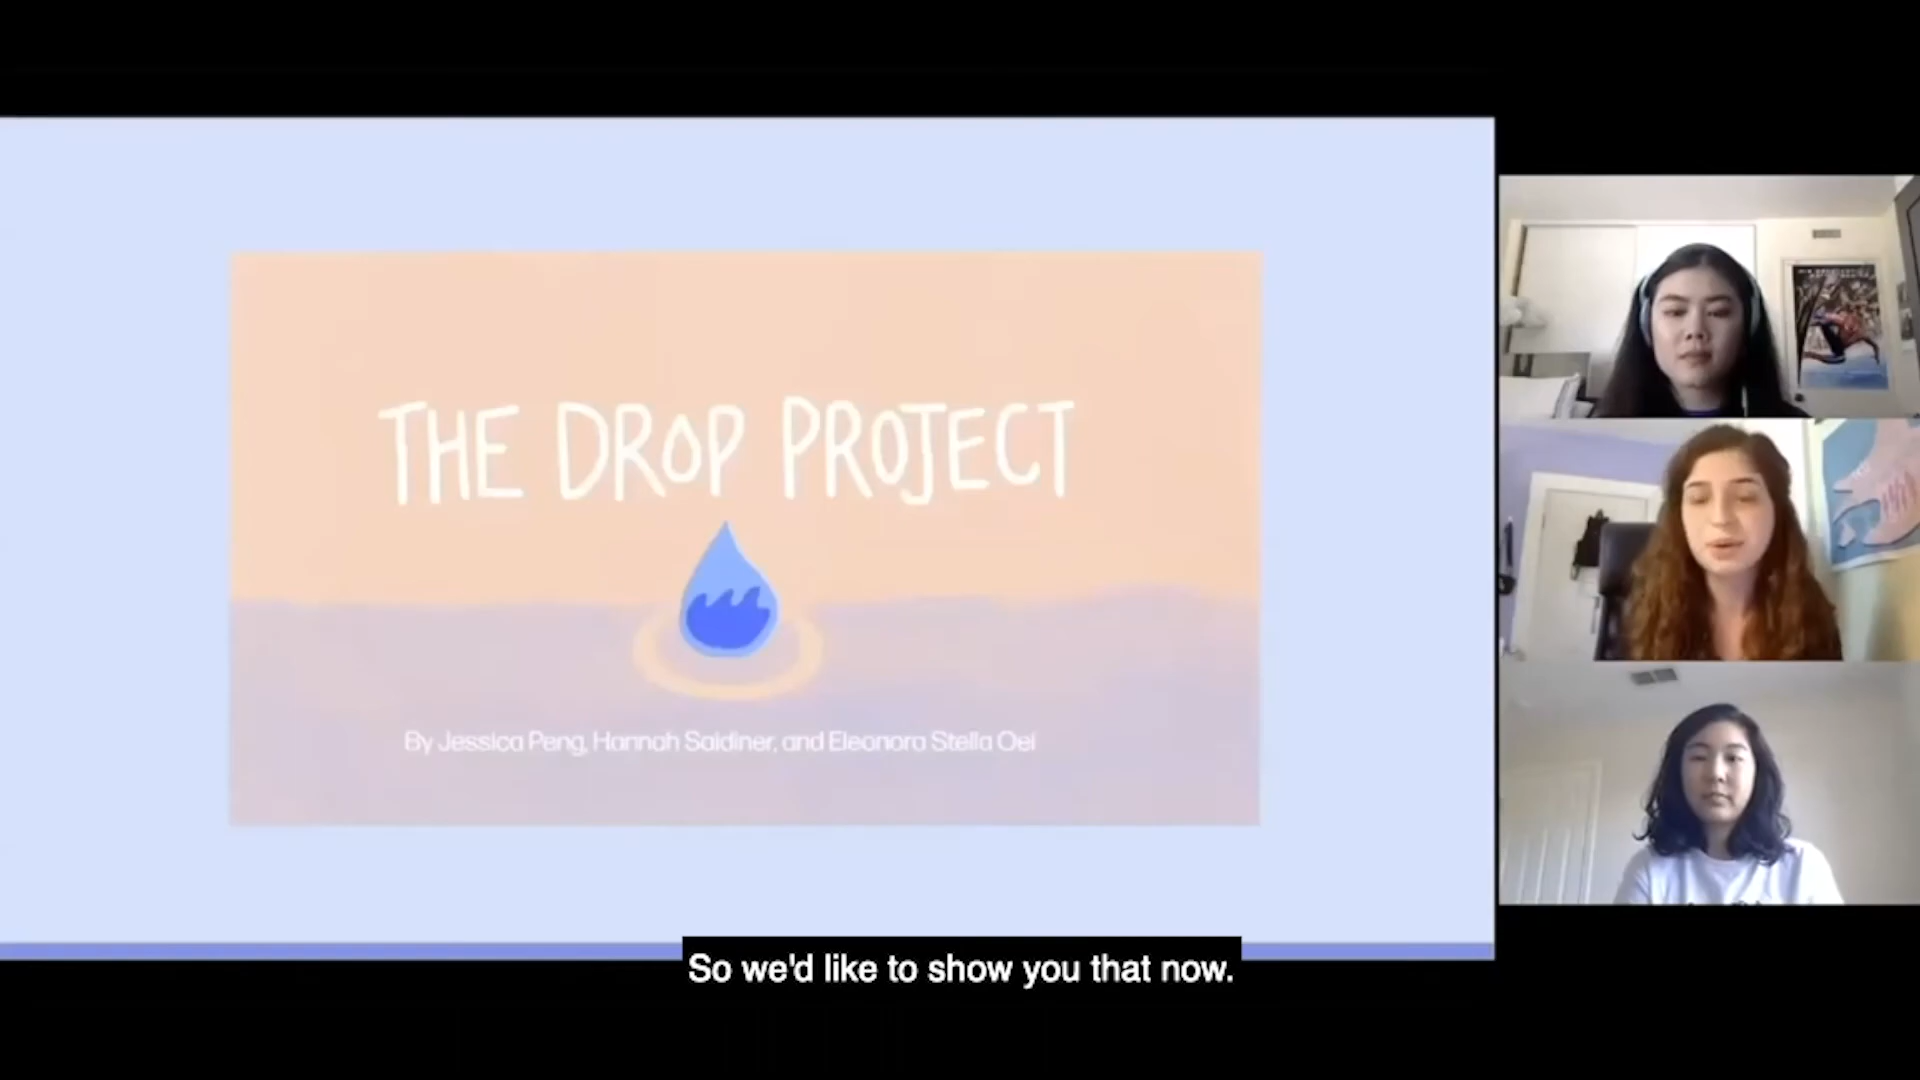 THE DROP PROJECT
By Jessica Peng, Hannah Saidiner, and Eleonora Stella Oei
So we'd like to show you that now.